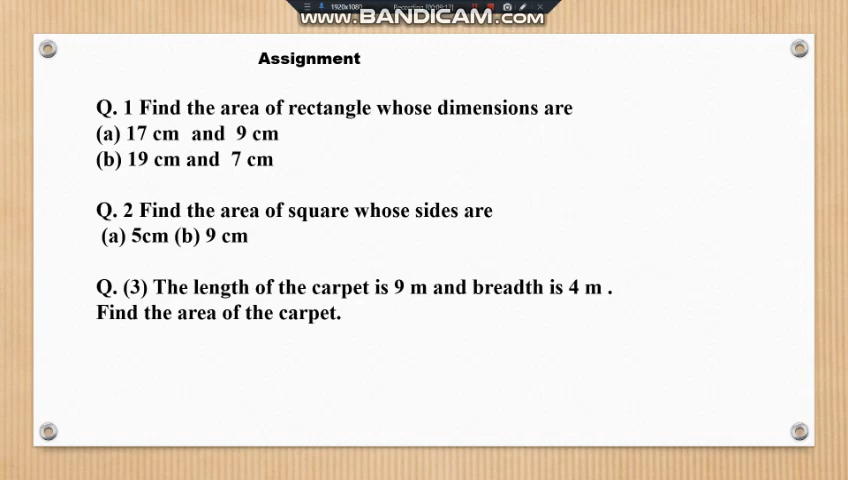 www.BANDICAM.com
1920x1080
Assignment
Q. 1 Find the area of rectangle whose dimensions are
(a) 17 cm and 9 cm
(b) 19 cm and 7 cm
Q. 2 Find the area of square whose sides are
(a) 5cm (b) 9 cm
Q. (3) The length of the carpet is 9 m and breadth is 4 m .
Find the area of the carpet.